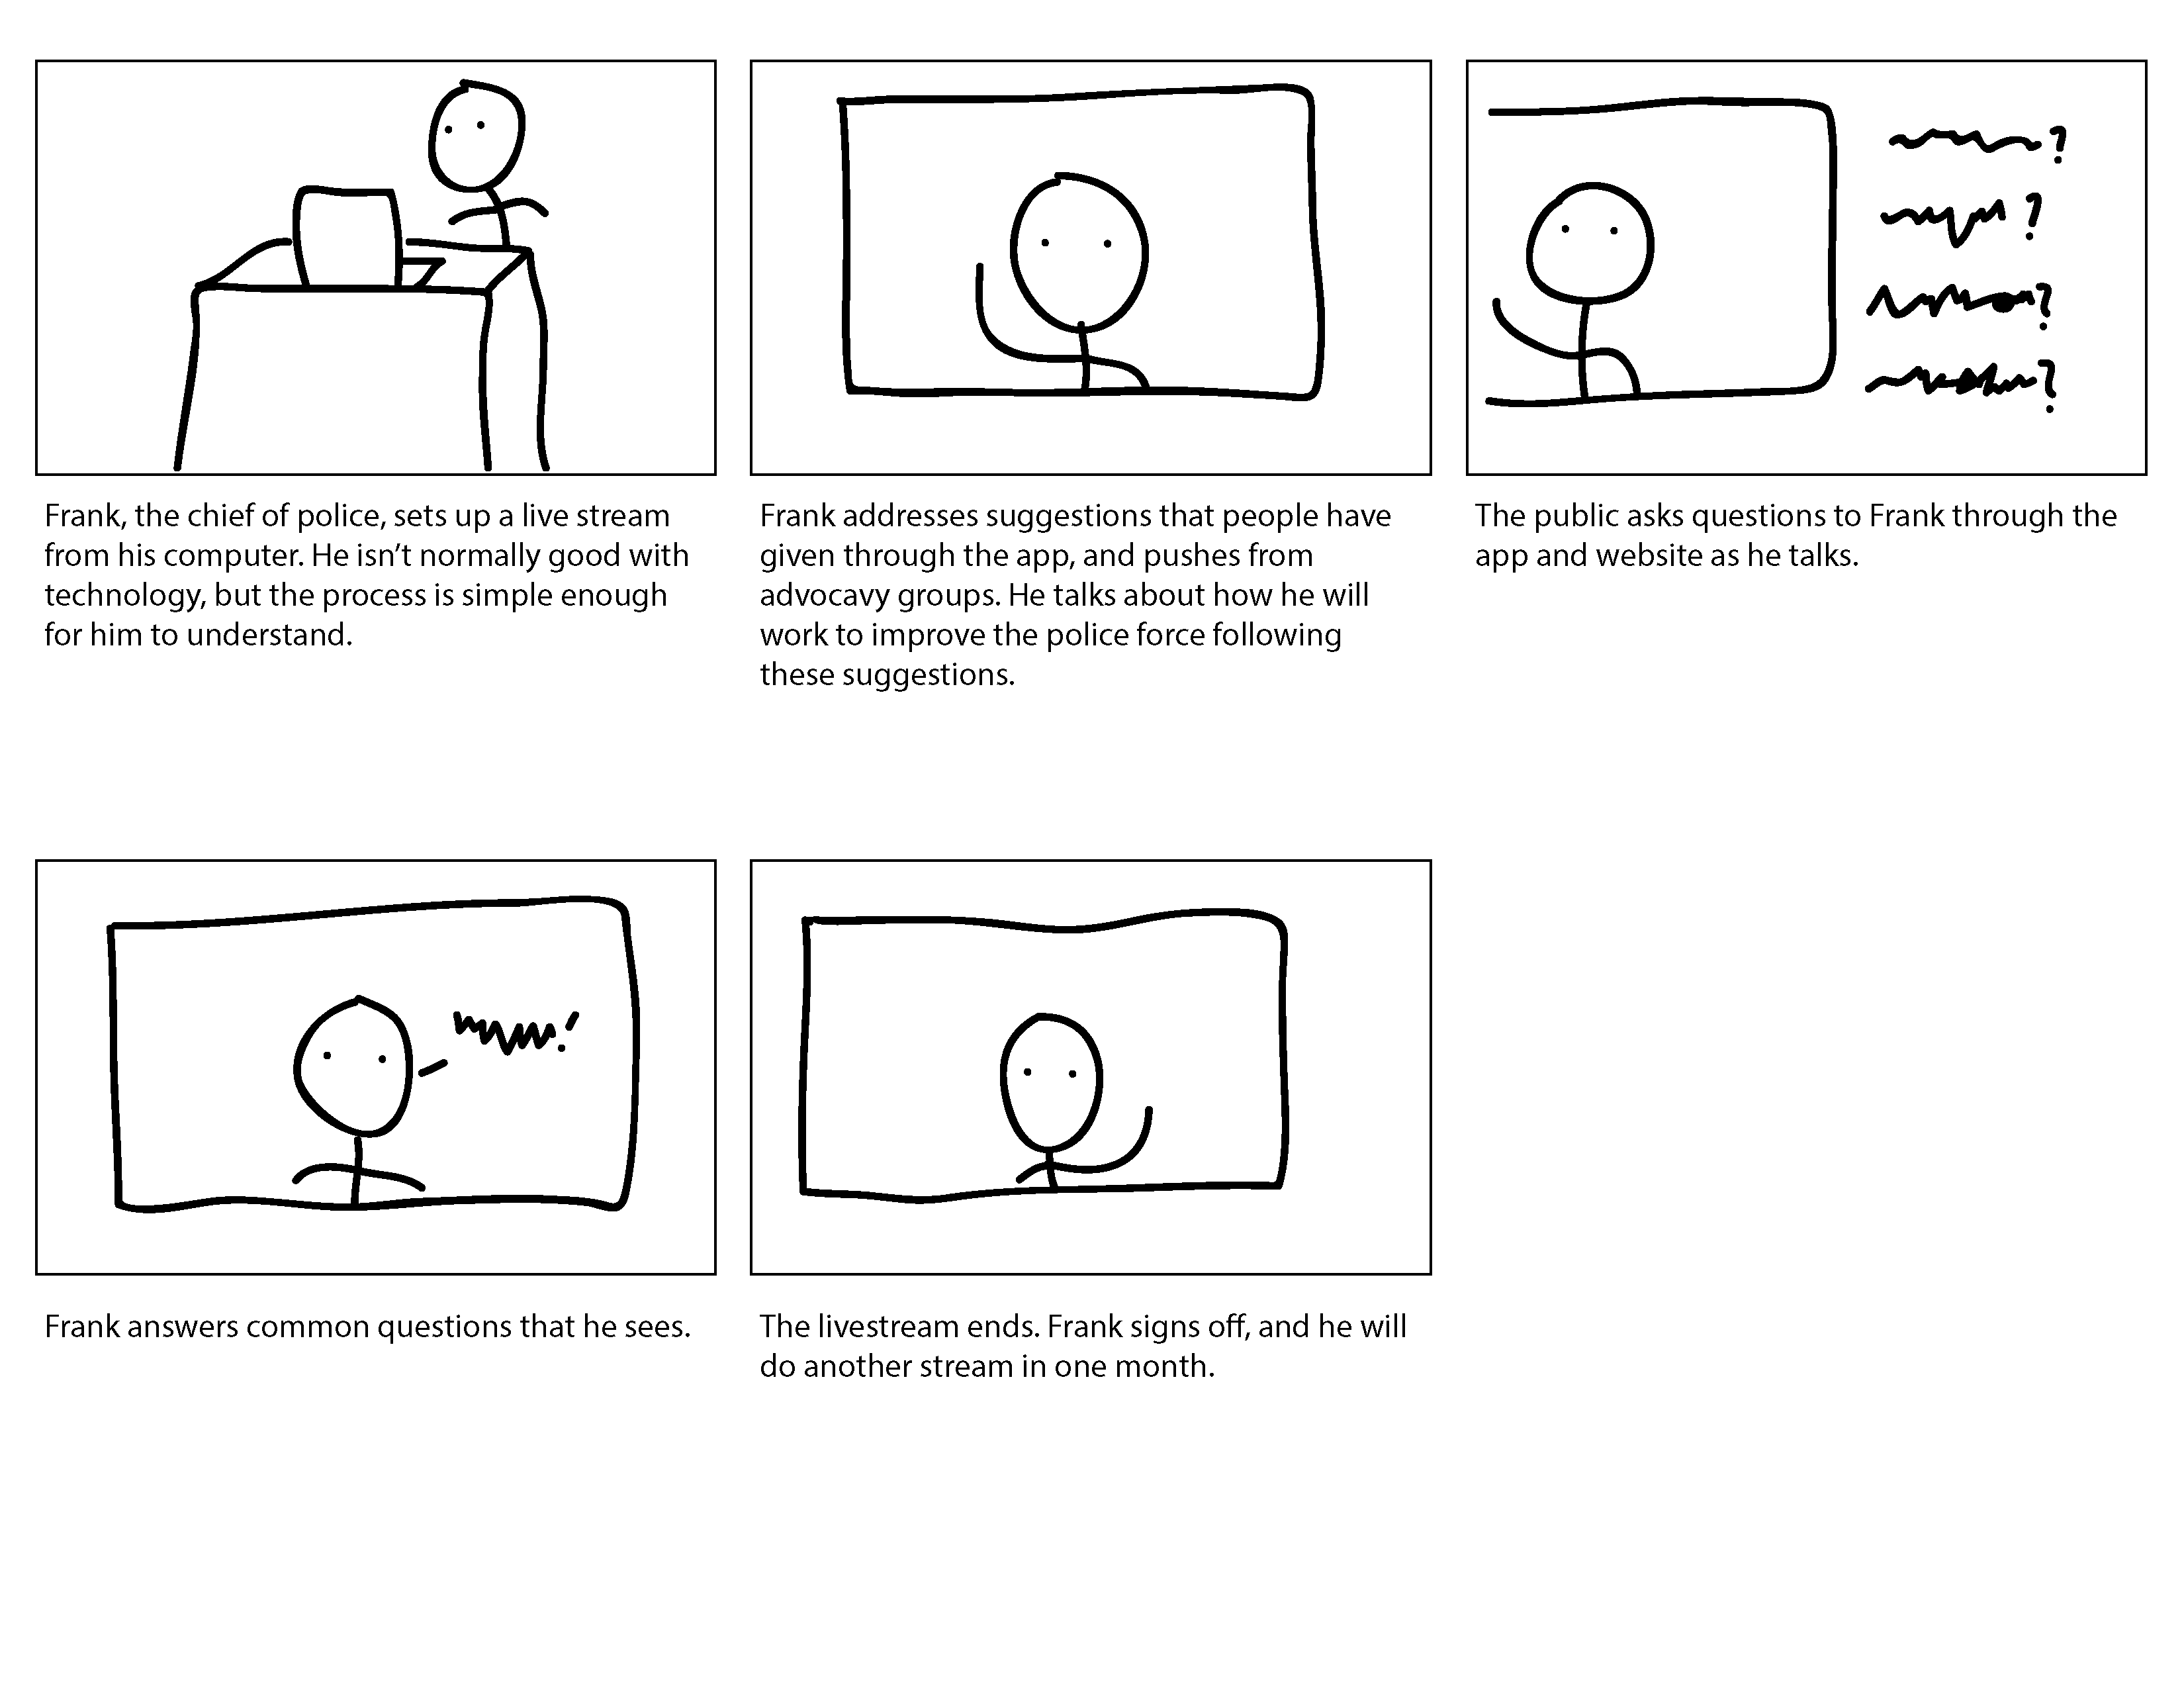 Frank, the chief of police, sets up a live stream
from his computer. He isn’t normally good with
technology, but the process is simple enough
for him to understand.
Frank addresses suggestions that people have
given through the app, and pushes from
advocavy groups. He talks about how he will
work to improve the police force following
these suggestions.
The public asks questions to Frank through the
app and website as he talks.
Frank answers common questions that he sees.
The livestream ends. Frank signs off, and he will
do another stream in one month.